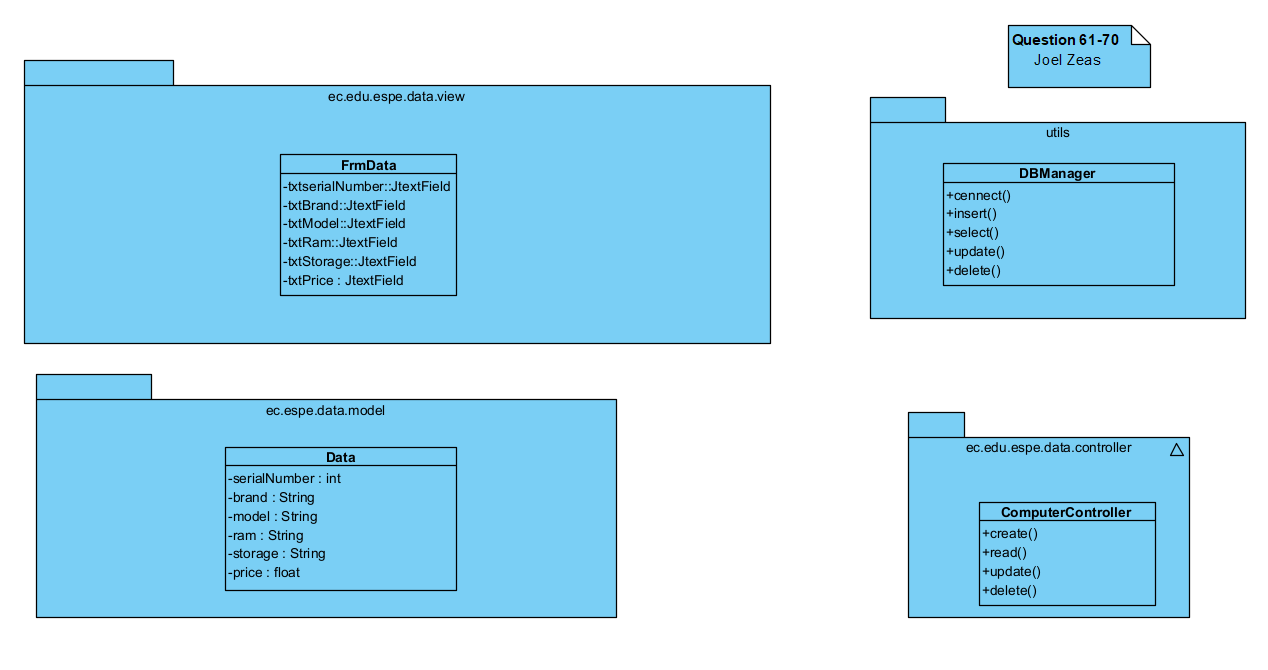 Question 61-70
Joel Zeas
ec.edu.espe.data.view
FrmData
-txtserialNumber::JtextField
-txtBrand::JtextField
-txtModel::JtextField
-txtRam::JtextField
-txtStorage::JtextField
-txtPrice : JtextField
utils
DBManager
+cennect()
+insert()
+select()
+update()
+delete()
ec.espe.data.model
Data
-serialNumber : int
-brand : String
-model : String
-ram : String
-storage : String
-price : float
ec.edu.espe.data.controller
ComputerController
+create()
+read()
+update()
+delete()